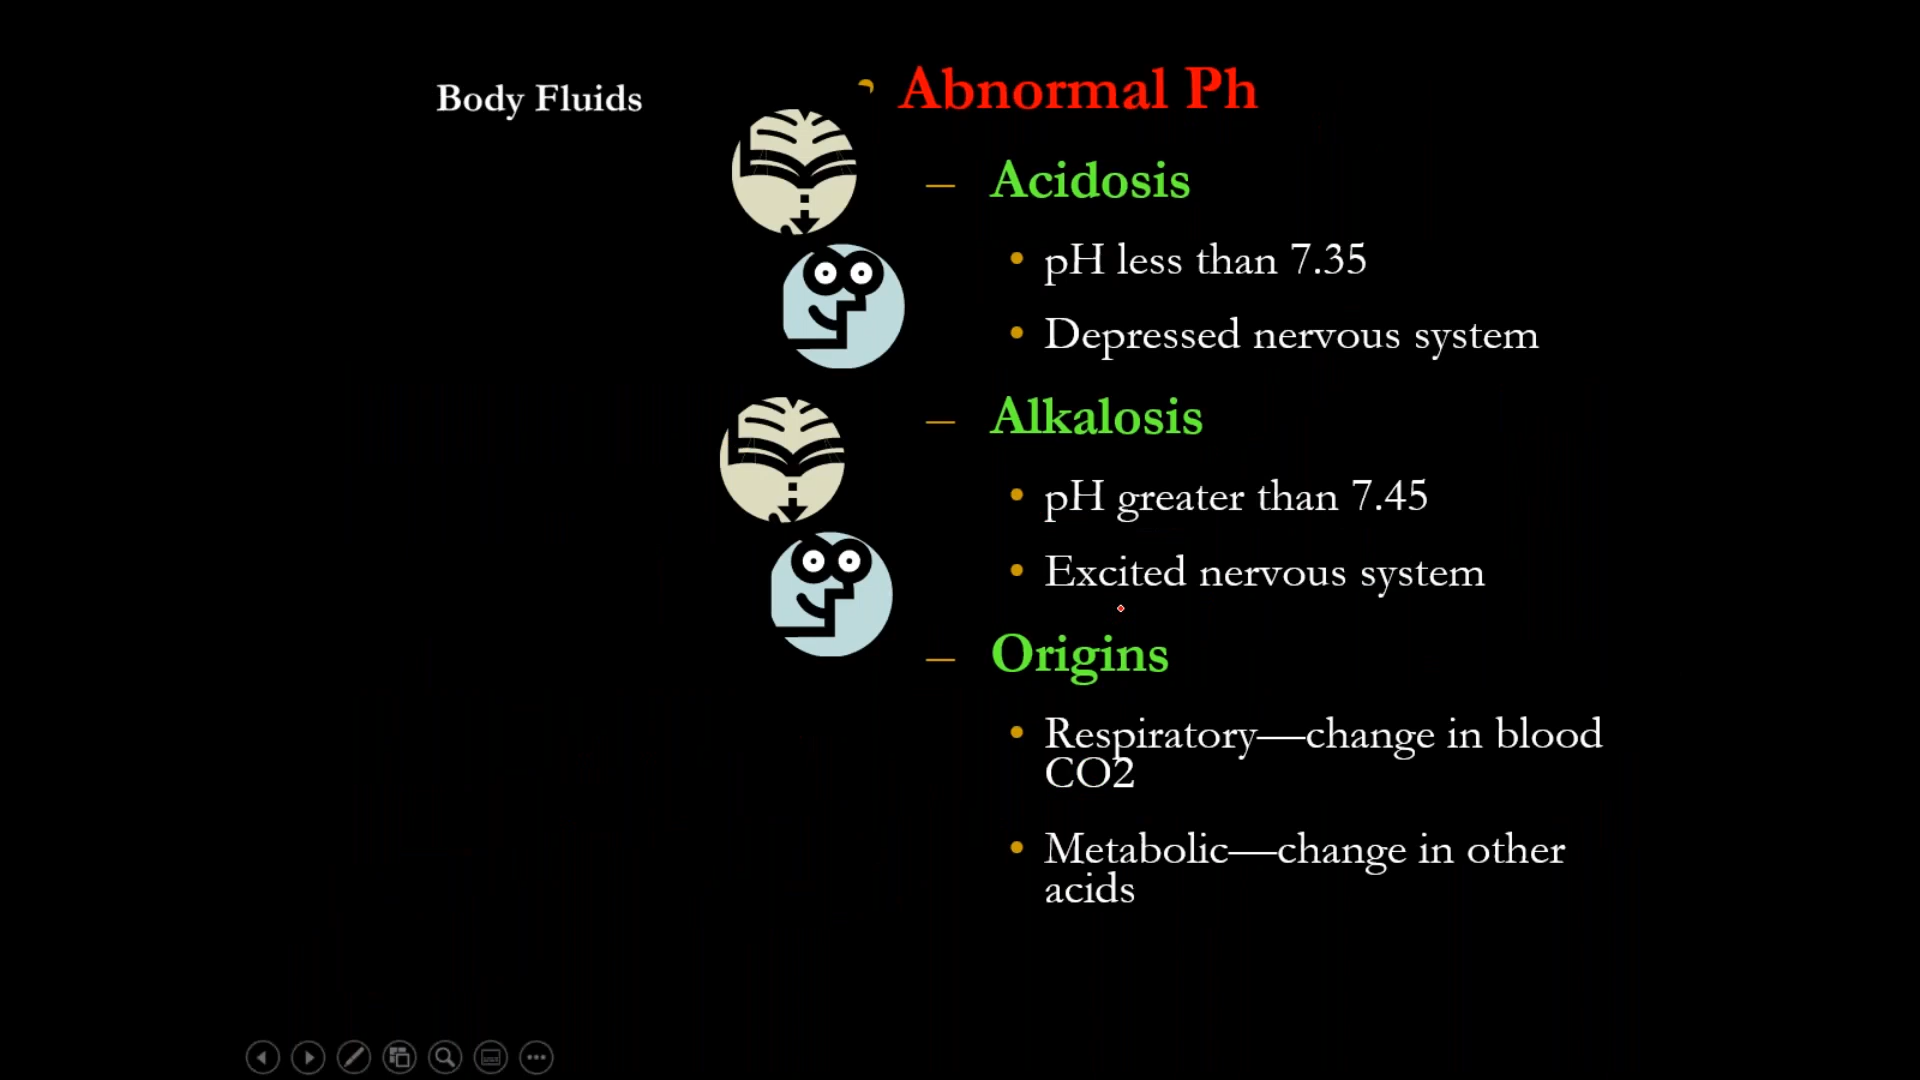 Body Fluids
• Abnormal Ph
– Acidosis
• pH less than 7.35
• Depressed nervous system
– Alkalosis
• pH greater than 7.45
• Excited nervous system
– Origins
• Respiratory—change in blood
CO2
• Metabolic—change in other
acids